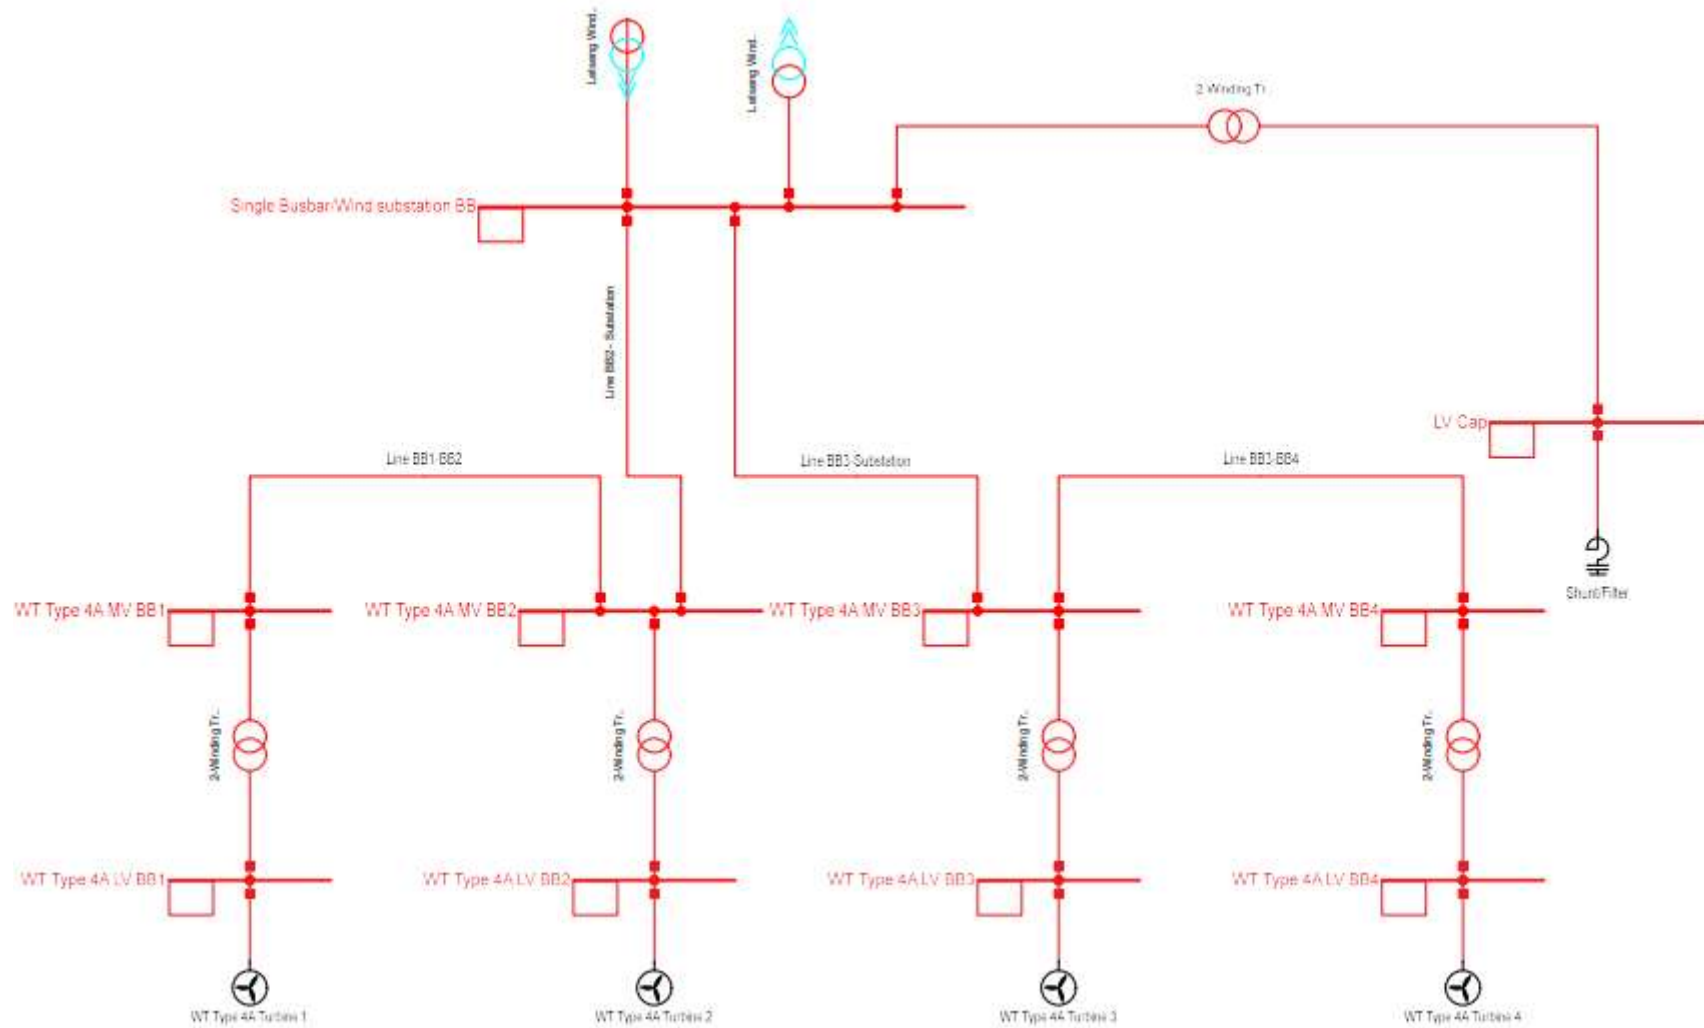 Letseng Wind..
Letseng Wind..
2 Winding Tr..
Single Busbar/Wind substation BB
Line BB2- Substation
LV Cap
Line BB1-BB2
Line BB3-Substation
Line BB3-BB4
Shunt/Filter
WT Type 4A MV BB1
WT Type 4A MV BB2
WT Type 4A MV BB3
WT Type 4A MV BB4
2-Winding Tr..
2-Winding Tr..
2-Winding Tr..
2-Winding Tr..
WT Type 4A LV BB1
WT Type 4A LV BB2
WT Type 4A LV BB3
WT Type 4A LV BB4
WT Type 4A Turbine 1
WT Type 4A Turbine 2
WT Type 4A Turbine 3
WT Type 4A Turbine 4